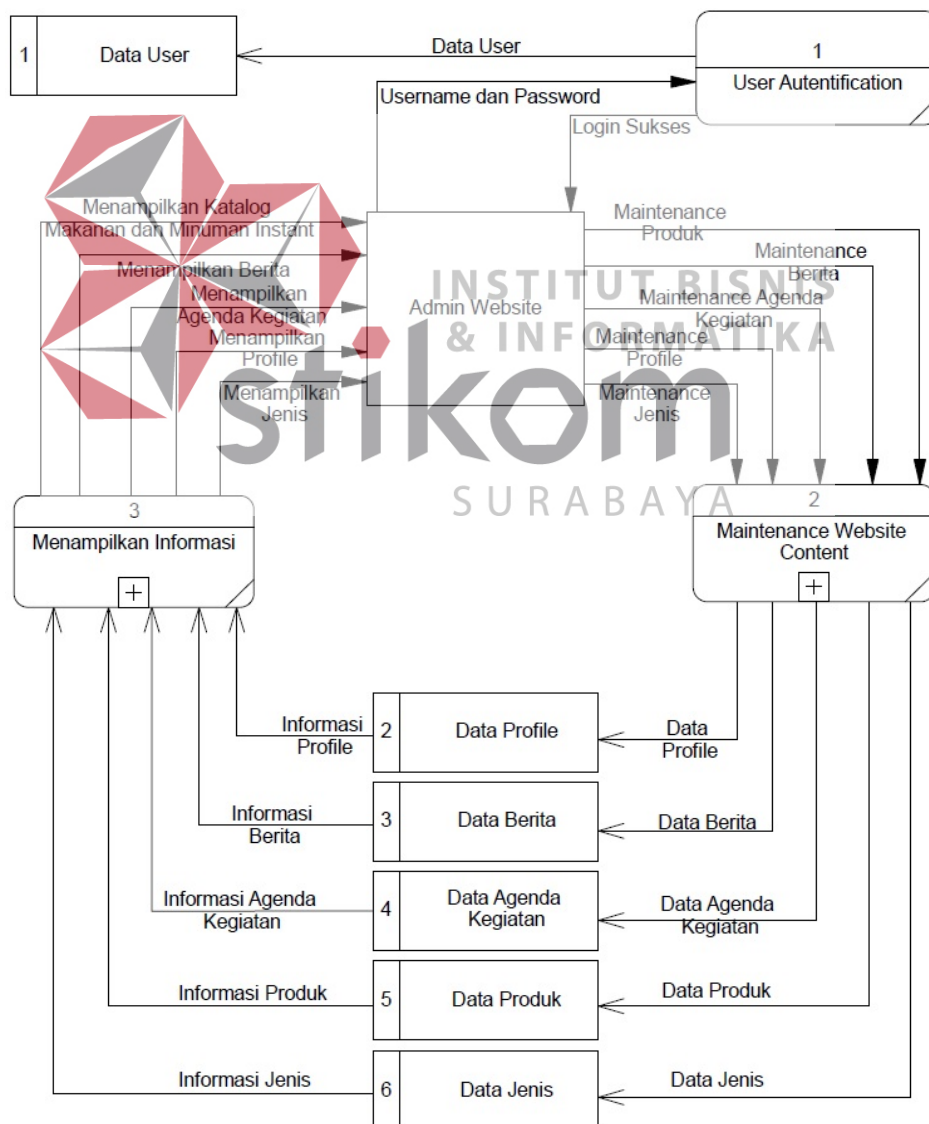 1
Data User
Data User
1
User Autentification
Username dan Password
Login Sukses
Menampilkan Katalog
Makanan dan Minuman Instant
Menampilkan Berita
Menampilkan
Agenda Kegiatan
Menampilkan
Profile
Menampilkan
Jenis
Admin Website
Maintenance
Produk
Maintenance
Berita
Maintenance Agenda
Kegiatan
Maintenance
Profile
Maintenance
Jenis
INSTITUT BISNIS
& INFORMATIKA
stikom
SURABAYA
3
Menampilkan Informasi
+
2
Maintenance Website
Content
+
Informasi
Profile
2
Data Profile
Data
Profile
Informasi
Berita
3
Data Berita
Data Berita
Informasi Agenda
Kegiatan
4
Data Agenda
Kegiatan
Data Agenda
Kegiatan
Informasi Produk
5
Data Produk
Data Produk
Informasi Jenis
6
Data Jenis
Data Jenis